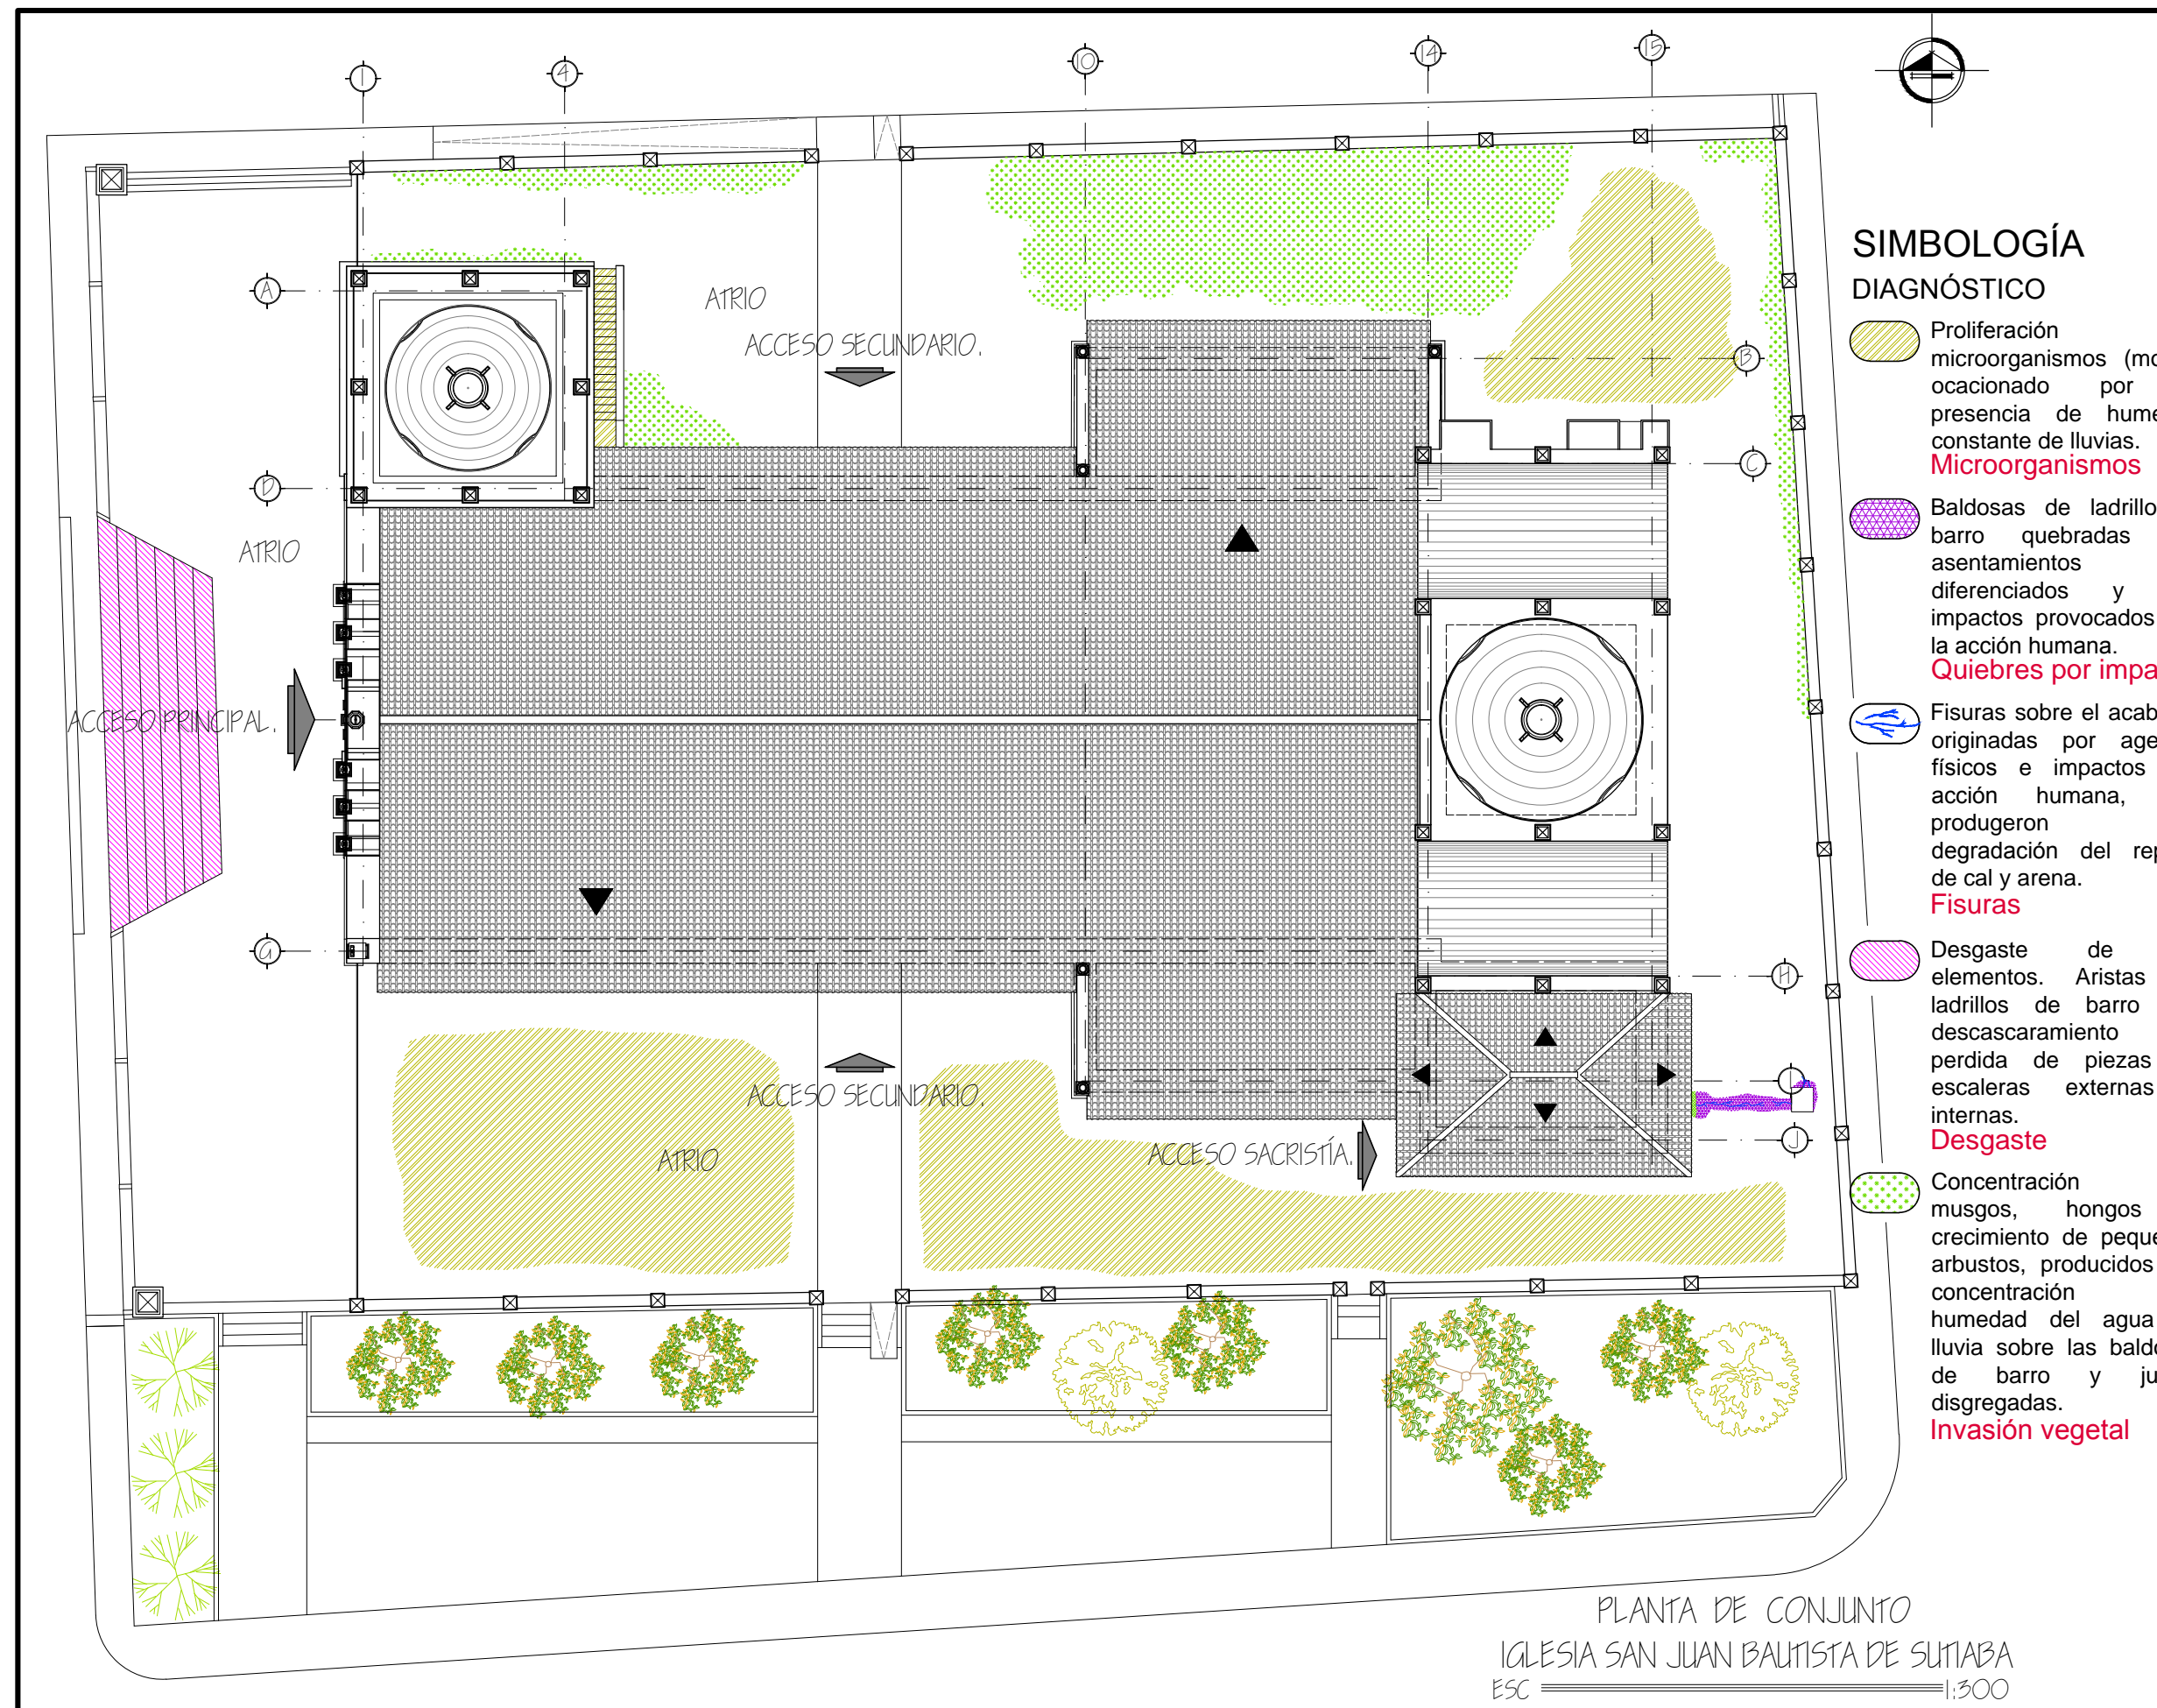 1
4
10
14
15
A
D
G
B
C
H
J
ATRIO
ACCESO SECUNDARIO.
ATRIO
ACCESO PRINCIPAL.
ACCESO SECUNDARIO.
ATRIO
ACCESO SACRISTÍA.
SIMBOLOGÍA
DIAGNÓSTICO
Proliferación
microorganismos
ocacionado por
presencia de
constante de lluvias.
Microorganismos
Baldosas de ladrillo
barro quebradas
asentamientos
diferenciados y
impactos provocados
la acción humana.
Quiebres por
Fisuras sobre el
originadas por
físicos e impactos
acción humana,
produgeron
degradación del
de cal y arena.
Fisuras
Desgaste de
elementos. Aristas
ladrillos de barro
descascaramiento
perdida de piezas
escaleras externas
internas.
Desgaste
Concentración
musgos, hongos
crecimiento de
arbustos, producidos
concentración
humedad del agua
lluvia sobre las
de barro y
disgregadas.
Invasión vegetal
PLANTA DE CONJUNTO
IGLESIA SAN JUAN BAUTISTA DE SUTIABA
ESC 1:300